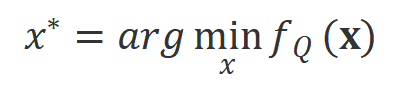 x* = arg min f_Q (𝐱)
x